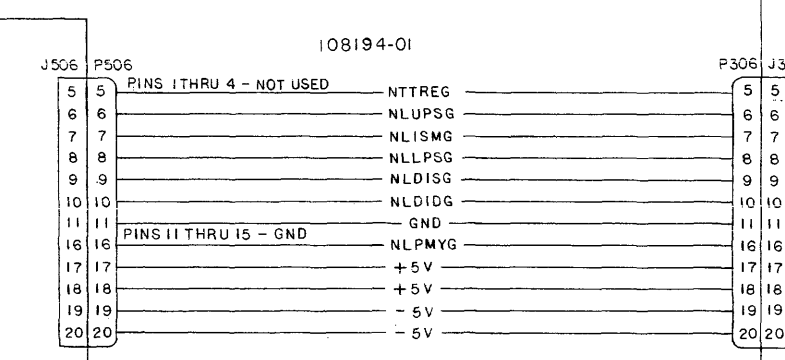 108194-01
J506 P506 P306 J3
PINS 1 THRU 4 - NOT USED
5 5 NTTREG 5 5
6 6 NLUPSG 6 6
7 7 NLISMG 7 7
8 8 NLLPSG 8 8
9 9 NLDISG 9 9
10 10 NLDIDG 10 10
11 11 GND 11 11
PINS 11 THRU 15 - GND
16 16 NLPMYG 16 16
17 17 +5V 17 17
18 18 +5V 18 18
19 19 -5V 19 19
20 20 -5V 20 20